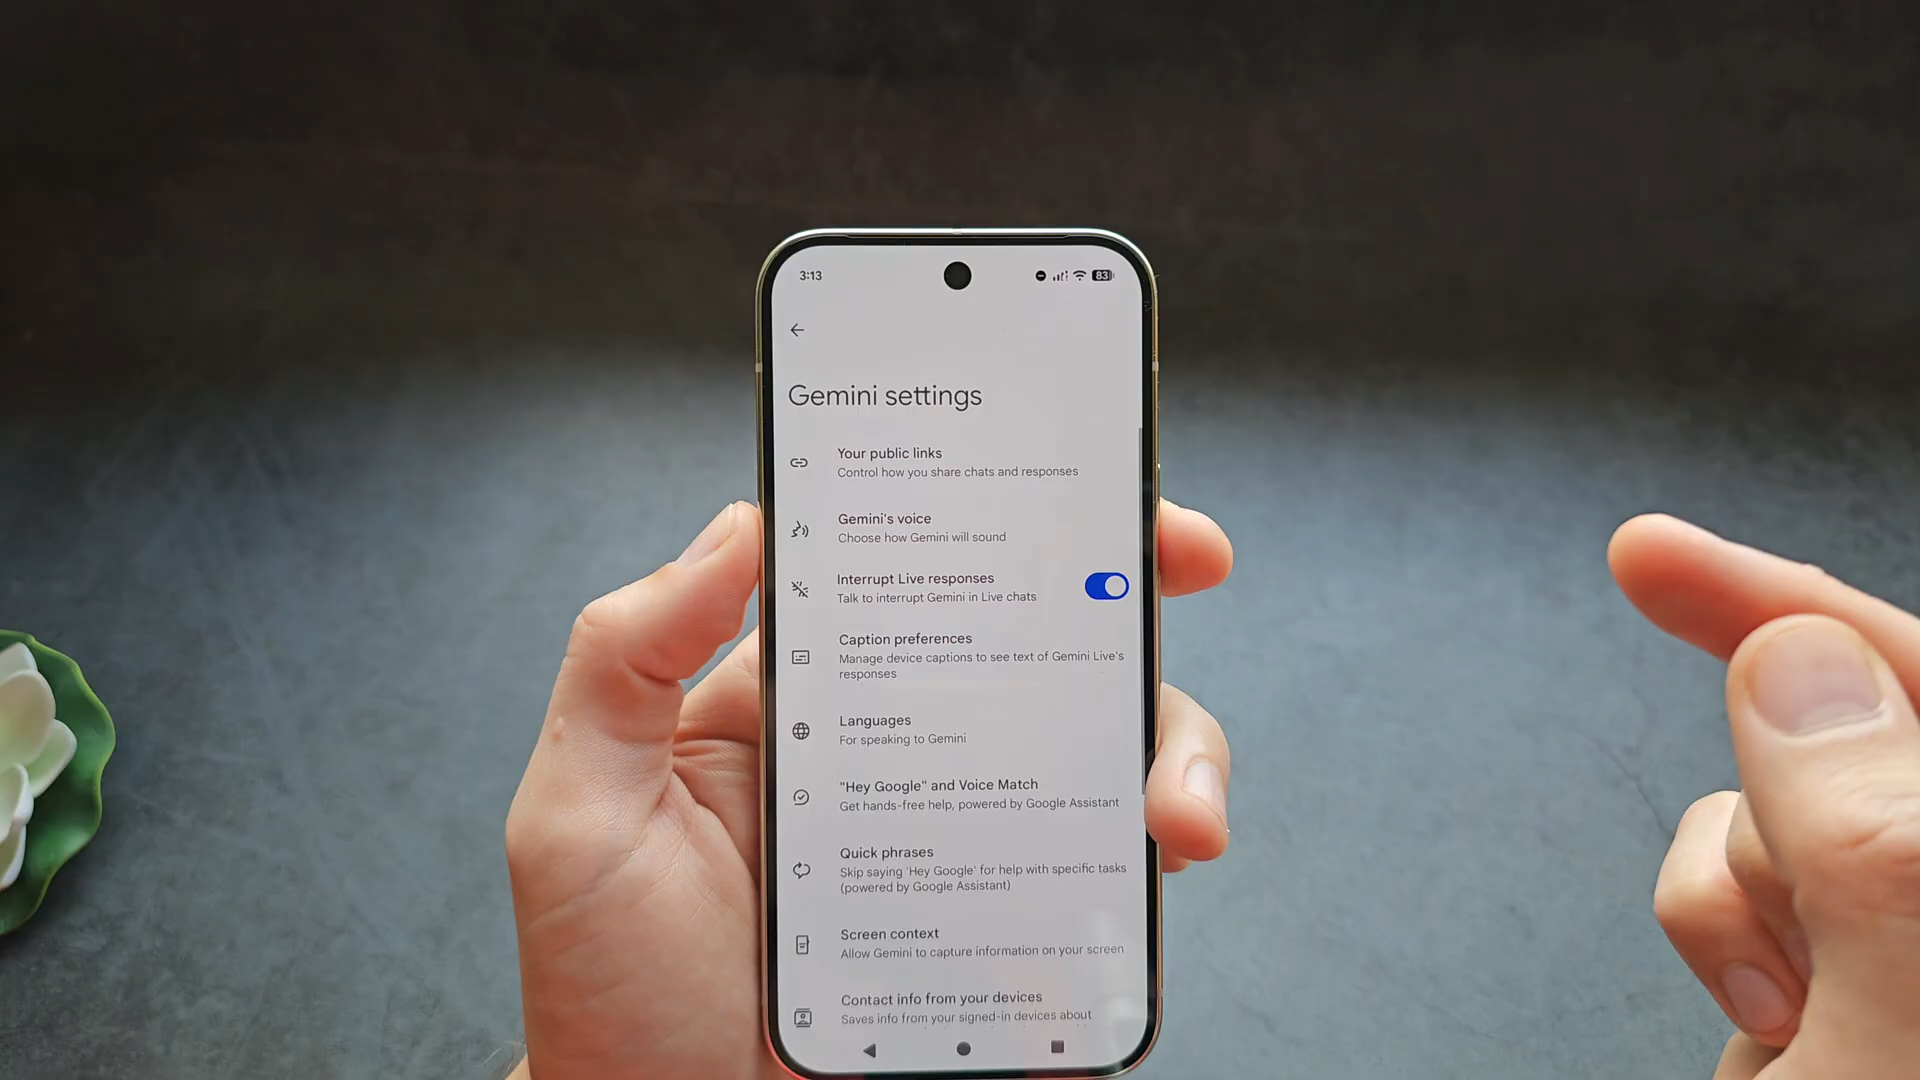 3:13
83
Gemini settings
Your public links
Control how you share chats and responses
Gemini's voice
Choose how Gemini will sound
Interrupt Live responses
Talk to interrupt Gemini in Live chats
Caption preferences
Manage device captions to see text of Gemini Live's
responses
Languages
For speaking to Gemini
"Hey Google" and Voice Match
Get hands-free help, powered by Google Assistant
Quick phrases
Skip saying 'Hey Google' for help with specific tasks
(powered by Google Assistant)
Screen context
Allow Gemini to capture information on your screen
Contact info from your devices
Saves info from your signed-in devices about